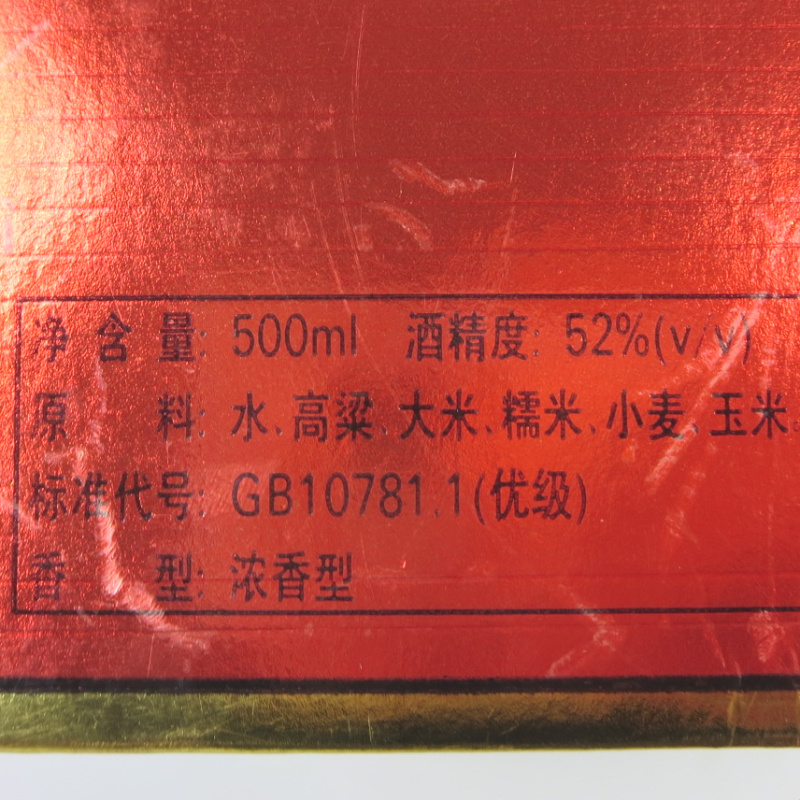 净含量: 500ml 酒精度: 52%(v/v)
原料: 水、高粱、大米、糯米、小麦、玉米
标准代号: GB10781.1(优级)
香型: 浓香型